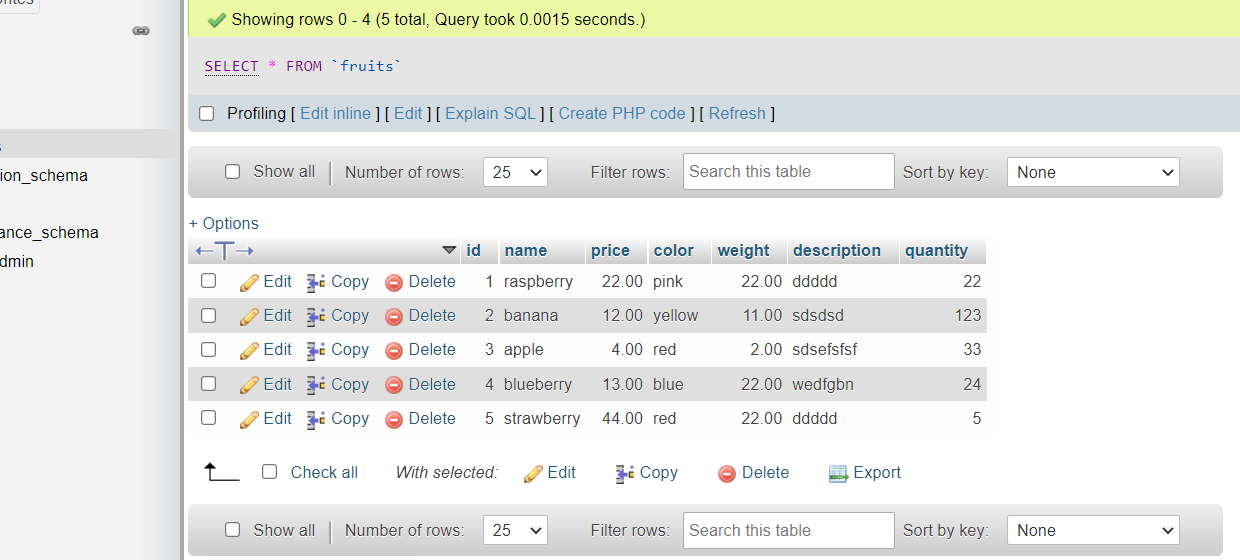 Showing rows 0 - 4 (5 total, Query took 0.0015 seconds.)
SELECT * FROM `fruits`
Profiling [ Edit inline ] [ Edit ] [ Explain SQL ] [ Create PHP code ] [ Refresh ]
ion_schema
ance_schema
dmin
Show all | Number of rows: 25 Filter rows: Search this table Sort by key: None
+ Options
←T→ id name price color weight description quantity
Edit Copy Delete 1 raspberry 22.00 pink 22.00 ddddd 22
Edit Copy Delete 2 banana 12.00 yellow 11.00 sdsdsd 123
Edit Copy Delete 3 apple 4.00 red 2.00 sdsefsfsf 33
Edit Copy Delete 4 blueberry 13.00 blue 22.00 wedfgbn 24
Edit Copy Delete 5 strawberry 44.00 red 22.00 ddddd 5
Check all With selected: Edit Copy Delete Export
Show all | Number of rows: 25 Filter rows: Search this table Sort by key: None